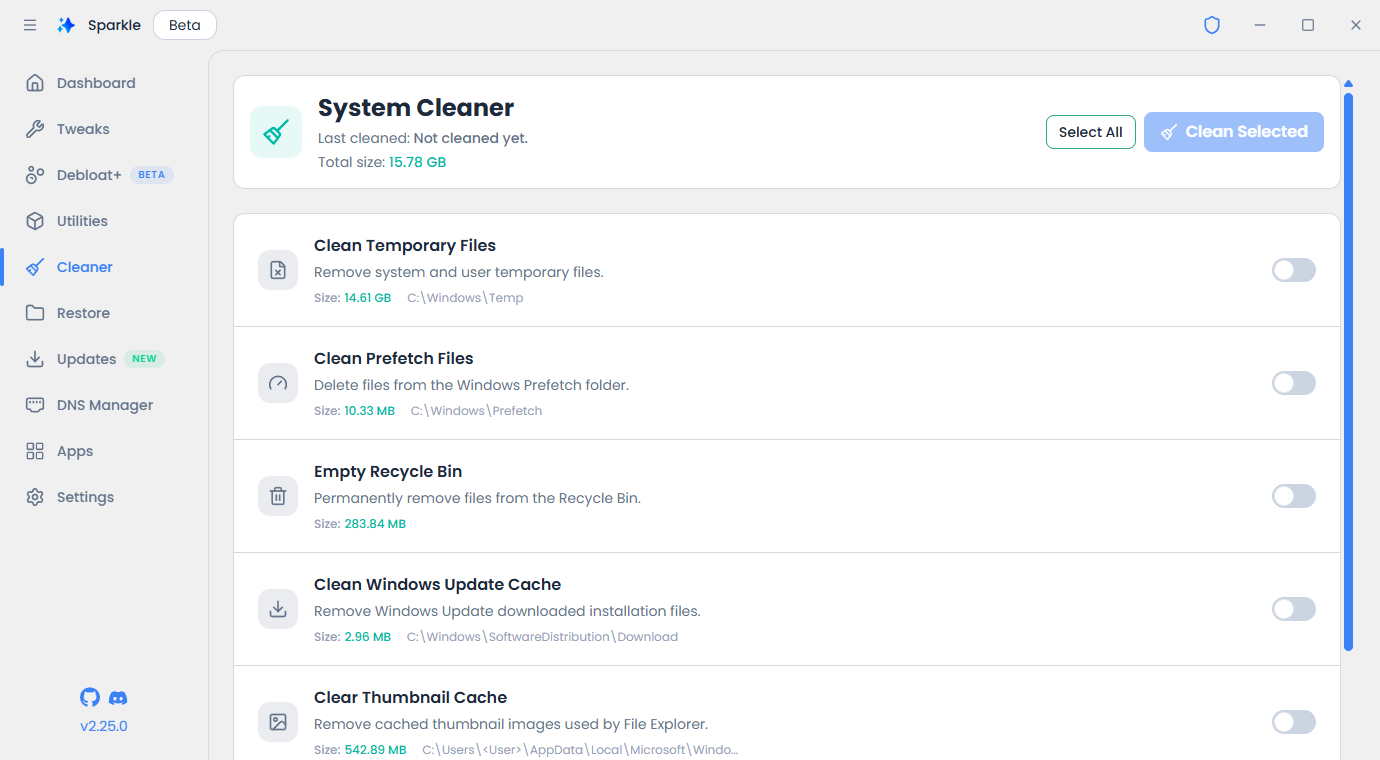 Sparkle
Beta
Dashboard
Tweaks
Debloat+ BETA
Utilities
Cleaner
Restore
Updates NEW
DNS Manager
Apps
Settings
v2.25.0
System Cleaner
Last cleaned: Not cleaned yet.
Total size: 15.78 GB
Select All
Clean Selected
Clean Temporary Files
Remove system and user temporary files.
Size: 14.61 GB C:\Windows\Temp
Clean Prefetch Files
Delete files from the Windows Prefetch folder.
Size: 10.33 MB C:\Windows\Prefetch
Empty Recycle Bin
Permanently remove files from the Recycle Bin.
Size: 283.84 MB
Clean Windows Update Cache
Remove Windows Update downloaded installation files.
Size: 2.96 MB C:\Windows\SoftwareDistribution\Download
Clear Thumbnail Cache
Remove cached thumbnail images used by File Explorer.
Size: 542.89 MB C:\Users\<User>\AppData\Local\Microsoft\Windo…